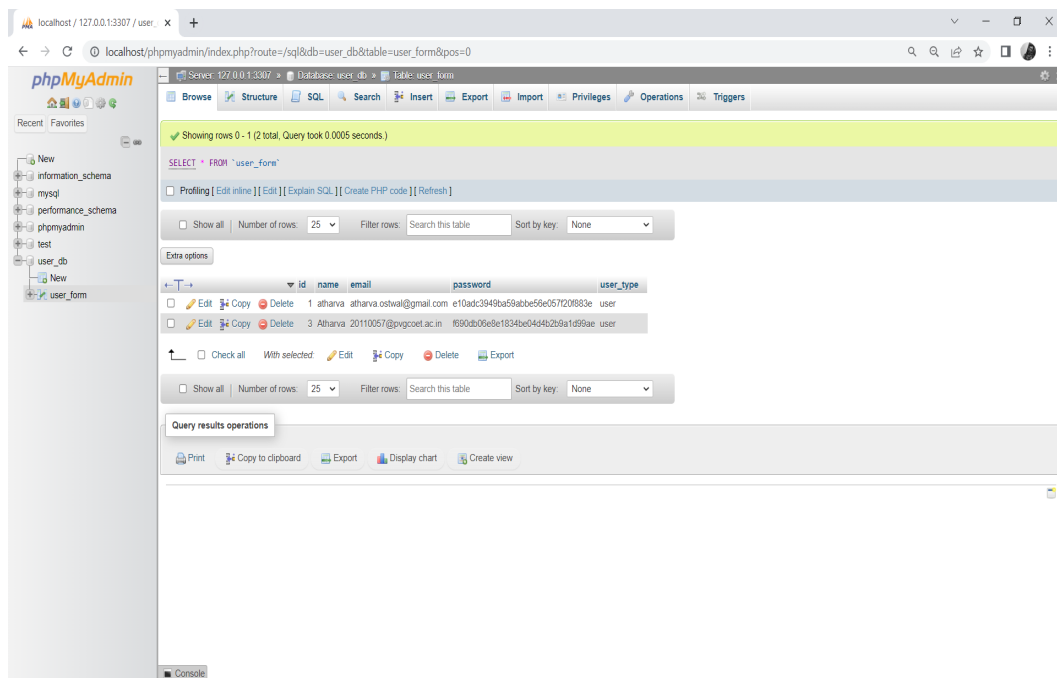 localhost / 127.0.0.1:3307 / user_
localhost/phpmyadmin/index.php?route=/sql&db=user_db&table=user_form&pos=0
phpMyAdmin
Recent Favorites
New
information_schema
mysql
performance_schema
phpmyadmin
test
user_db
New
user_form
Server: 127.0.0.1:3307 » Database: user_db » Table: user_form
Browse Structure SQL Search Insert Export Import Privileges Operations Triggers
Showing rows 0 - 1 (2 total, Query took 0.0005 seconds.)
SELECT * FROM `user_form`
Profiling [ Edit inline ] [ Edit ] [ Explain SQL ] [ Create PHP code ] [ Refresh ]
Show all | Number of rows: 25 Filter rows: Search this table Sort by key: None
Extra options
←T→ id name email password user_type
Edit Copy Delete 1 atharva atharva.ostwal@gmail.com e10adc3949ba59abbe56e057f20f883e user
Edit Copy Delete 3 Atharva 20110057@pvgcoet.ac.in f690db06e8e1834be04d4b2b9a1d99ae user
Check all With selected: Edit Copy Delete Export
Show all | Number of rows: 25 Filter rows: Search this table Sort by key: None
Query results operations
Print Copy to clipboard Export Display chart Create view
Console